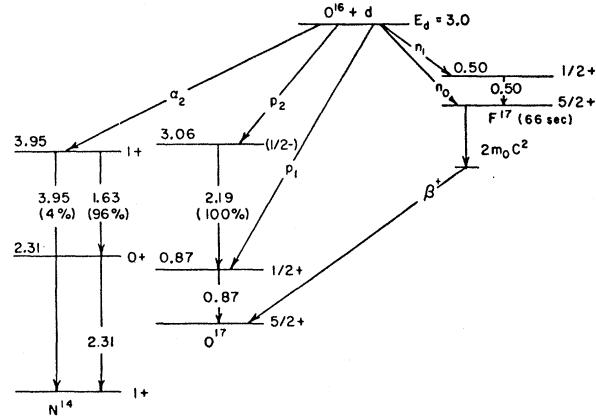 O¹⁶ + d
E_d = 3.0
n₁
0.50
1/2+
α₂
p₂
n₀
0.50
5/2+
F¹⁷ (66 sec)
3.95
1+
3.06
(1/2-)
2m₀C²
p₁
3.95
(4%)
1.63
(96%)
2.19
(100%)
β⁺
2.31
0+
0.87
1/2+
0.87
5/2+
2.31
O¹⁷
1+
N¹⁴